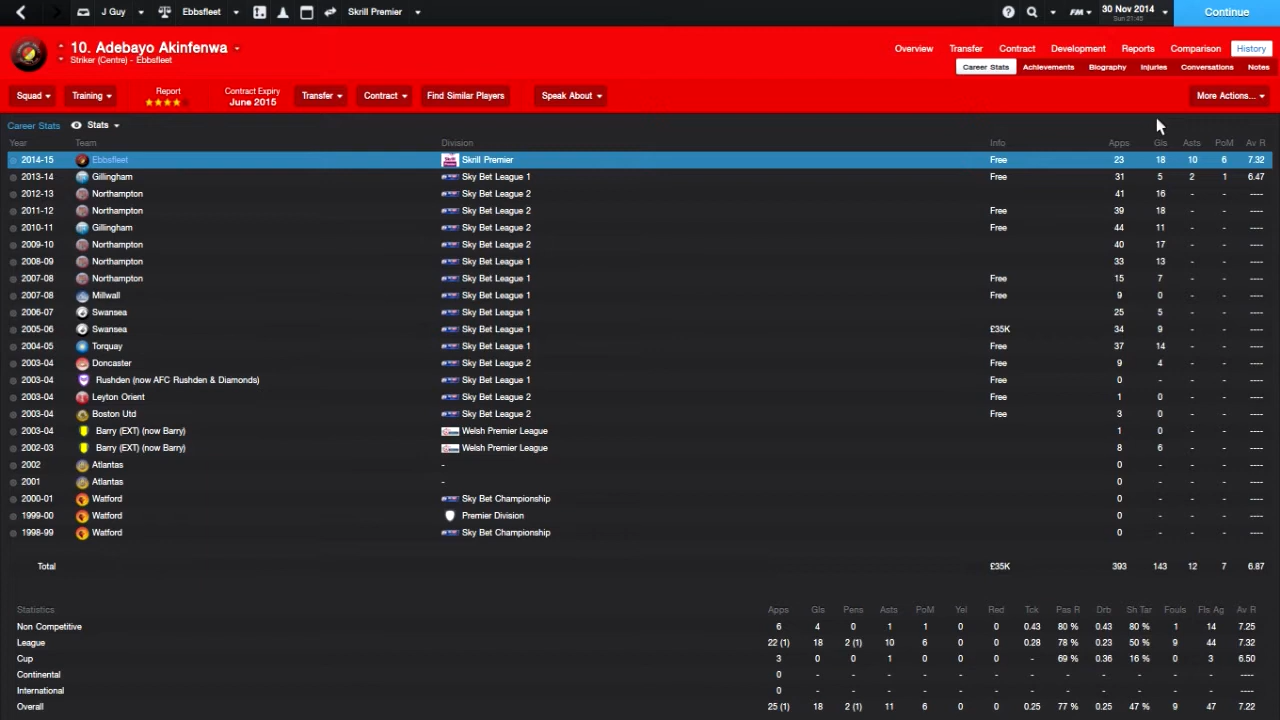 J Guy Ebbsfleet Skrill Premier FM 30 Nov 2014 Sun 21:45 Continue
10. Adebayo Akinfenwa
Striker (Centre) - Ebbsfleet
Overview Transfer Contract Development Reports Comparison History
Career Stats Achievements Biography Injuries Conversations Notes
Squad Training Report Contract Expiry June 2015 Transfer Contract Find Similar Players Speak About More Actions...
Career Stats Stats
Year Team Division Info Apps Gls Asts PoM Av R
2014-15 Ebbsfleet Skrill Premier Free 23 18 10 6 7.32
2013-14 Gillingham Sky Bet League 1 Free 31 5 2 1 6.47
2012-13 Northampton Sky Bet League 2 41 16 - - ----
2011-12 Northampton Sky Bet League 2 Free 39 18 - - ----
2010-11 Gillingham Sky Bet League 2 Free 44 11 - - ----
2009-10 Northampton Sky Bet League 2 40 17 - - ----
2008-09 Northampton Sky Bet League 1 33 13 - - ----
2007-08 Northampton Sky Bet League 1 Free 15 7 - - ----
2007-08 Millwall Sky Bet League 1 Free 9 0 - - ----
2006-07 Swansea Sky Bet League 1 25 5 - - ----
2005-06 Swansea Sky Bet League 1 £35K 34 9 - - ----
2004-05 Torquay Sky Bet League 1 Free 37 14 - - ----
2003-04 Doncaster Sky Bet League 2 Free 9 4 - - ----
2003-04 Rushden (now AFC Rushden & Diamonds) Sky Bet League 1 Free 0 - - - ----
2003-04 Leyton Orient Sky Bet League 2 Free 1 0 - - ----
2003-04 Boston Utd Sky Bet League 2 Free 3 0 - - ----
2003-04 Barry (EXT) (now Barry) Welsh Premier League 1 0 - - ----
2002-03 Barry (EXT) (now Barry) Welsh Premier League 8 6 - - ----
2002 Atlantas - 0 - - - ----
2001 Atlantas - 0 - - - ----
2000-01 Watford Sky Bet Championship 0 - - - ----
1999-00 Watford Premier Division 0 - - - ----
1998-99 Watford Sky Bet Championship 0 - - - ----
Total £35K 393 143 12 7 6.87
Statistics Apps Gls Pens Asts PoM Yel Red Tck Pas R Drb Sh Tar Fouls Fls Ag Av R
Non Competitive 6 4 0 1 1 0 0 0.43 80 % 0.43 80 % 1 14 7.25
League 22 (1) 18 2 (1) 10 6 0 0 0.28 78 % 0.23 50 % 9 44 7.32
Cup 3 0 0 1 0 0 0 - 69 % 0.36 16 % 0 3 6.50
Continental 0 - - - - - - - - - - - - ----
International 0 - - - - - - - - - - - - ----
Overall 25 (1) 18 2 (1) 11 6 0 0 0.25 77 % 0.25 47 % 9 47 7.22